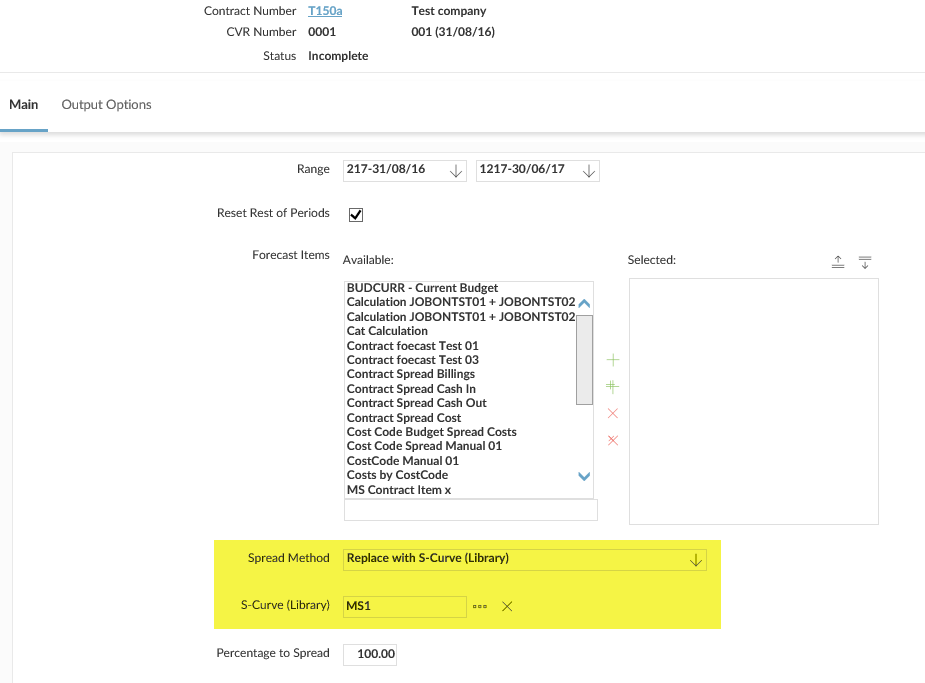 Contract Number T150a Test company
CVR Number 0001 001 (31/08/16)
Status Incomplete
Main Output Options
Range 217-31/08/16 1217-30/06/17
Reset Rest of Periods
Forecast Items Available: Selected:
BUDCURR - Current Budget
Calculation JOBONTST01 + JOBONTST02
Calculation JOBONTST01 + JOBONTST02
Cat Calculation
Contract foecast Test 01
Contract foecast Test 03
Contract Spread Billings
Contract Spread Cash In
Contract Spread Cash Out
Contract Spread Cost
Cost Code Budget Spread Costs
Cost Code Spread Manual 01
CostCode Manual 01
Costs by CostCode
MS Contract Item x
Spread Method Replace with S-Curve (Library)
S-Curve (Library) MS1
Percentage to Spread 100.00